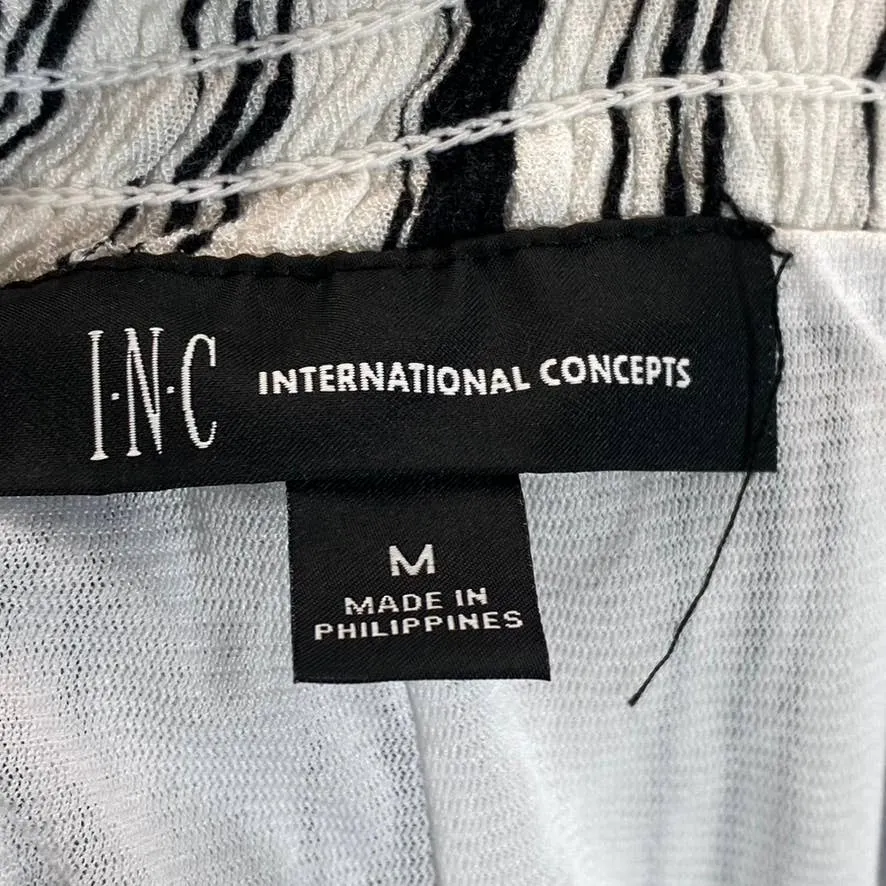 I·N·C INTERNATIONAL CONCEPTS
M
MADE IN
PHILIPPINES